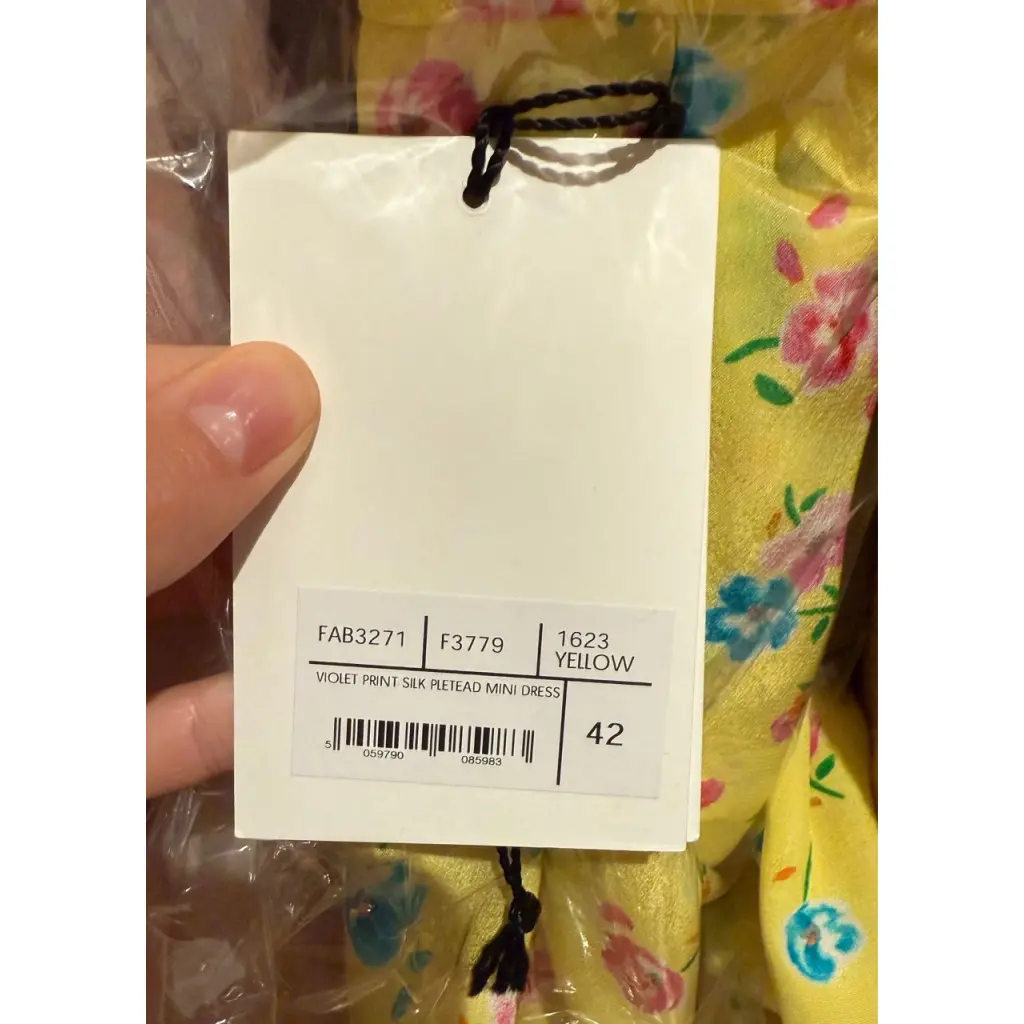 FAB3271
F3779
1623
YELLOW
VIOLET PRINT SILK PLETEAD MINI DRESS
42
5 059790 085983